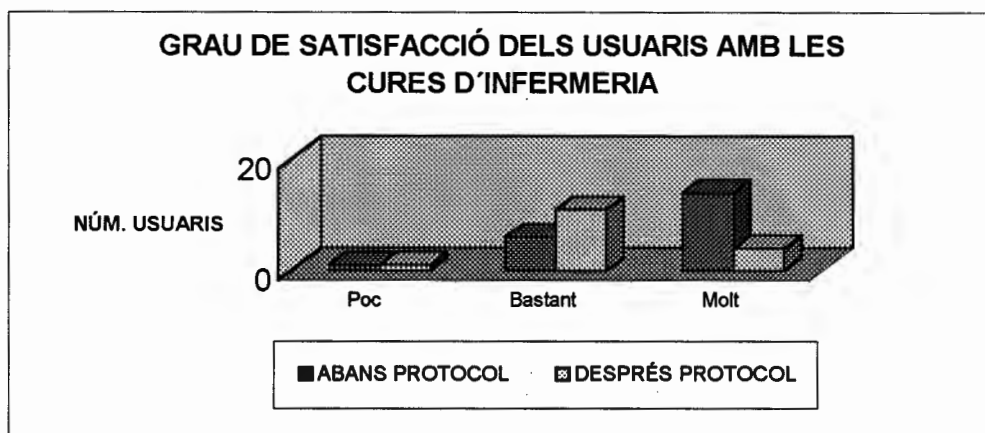 GRAU DE SATISFACCIÓ DELS USUARIS AMB LES
CURES D´INFERMERIA
20
NÚM. USUARIS
0
Poc Bastant Molt
ABANS PROTOCOL DESPRÉS PROTOCOL